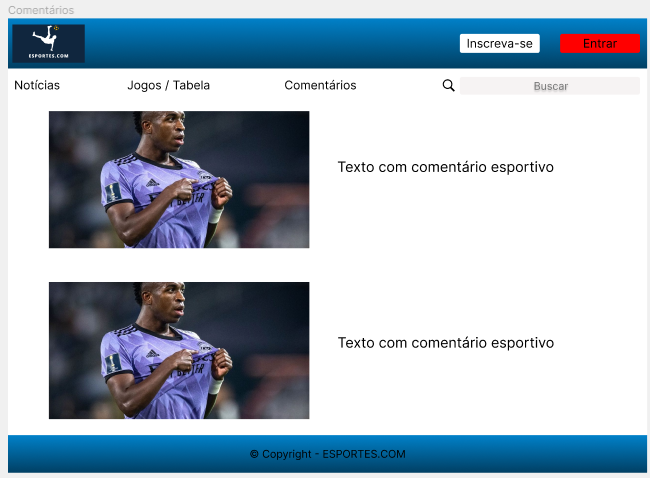 Comentários
ESPORTES.COM
Inscreva-se
Entrar
Notícias
Jogos / Tabela
Comentários
Buscar
Texto com comentário esportivo
Texto com comentário esportivo
© Copyright - ESPORTES.COM